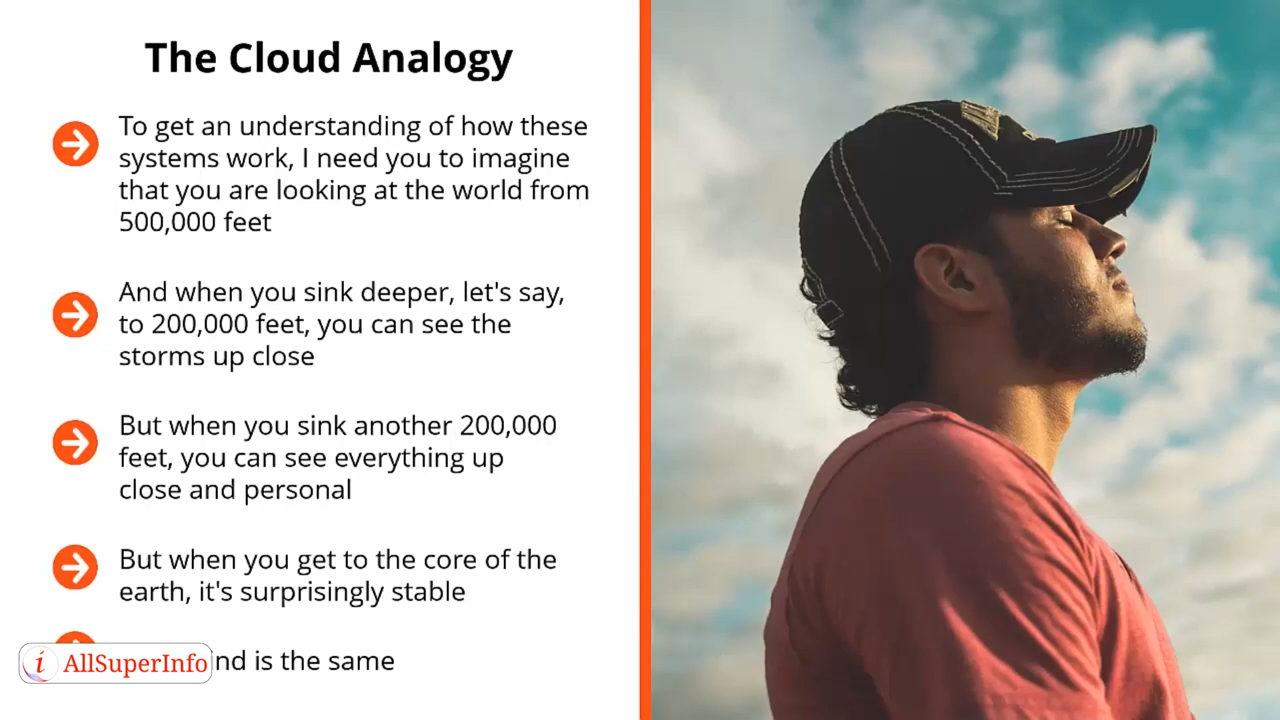 The Cloud Analogy
To get an understanding of how these
systems work, I need you to imagine
that you are looking at the world from
500,000 feet
And when you sink deeper, let's say,
to 200,000 feet, you can see the
storms up close
But when you sink another 200,000
feet, you can see everything up
close and personal
But when you get to the core of the
earth, it's surprisingly stable
is the same
i AllSuperInfo